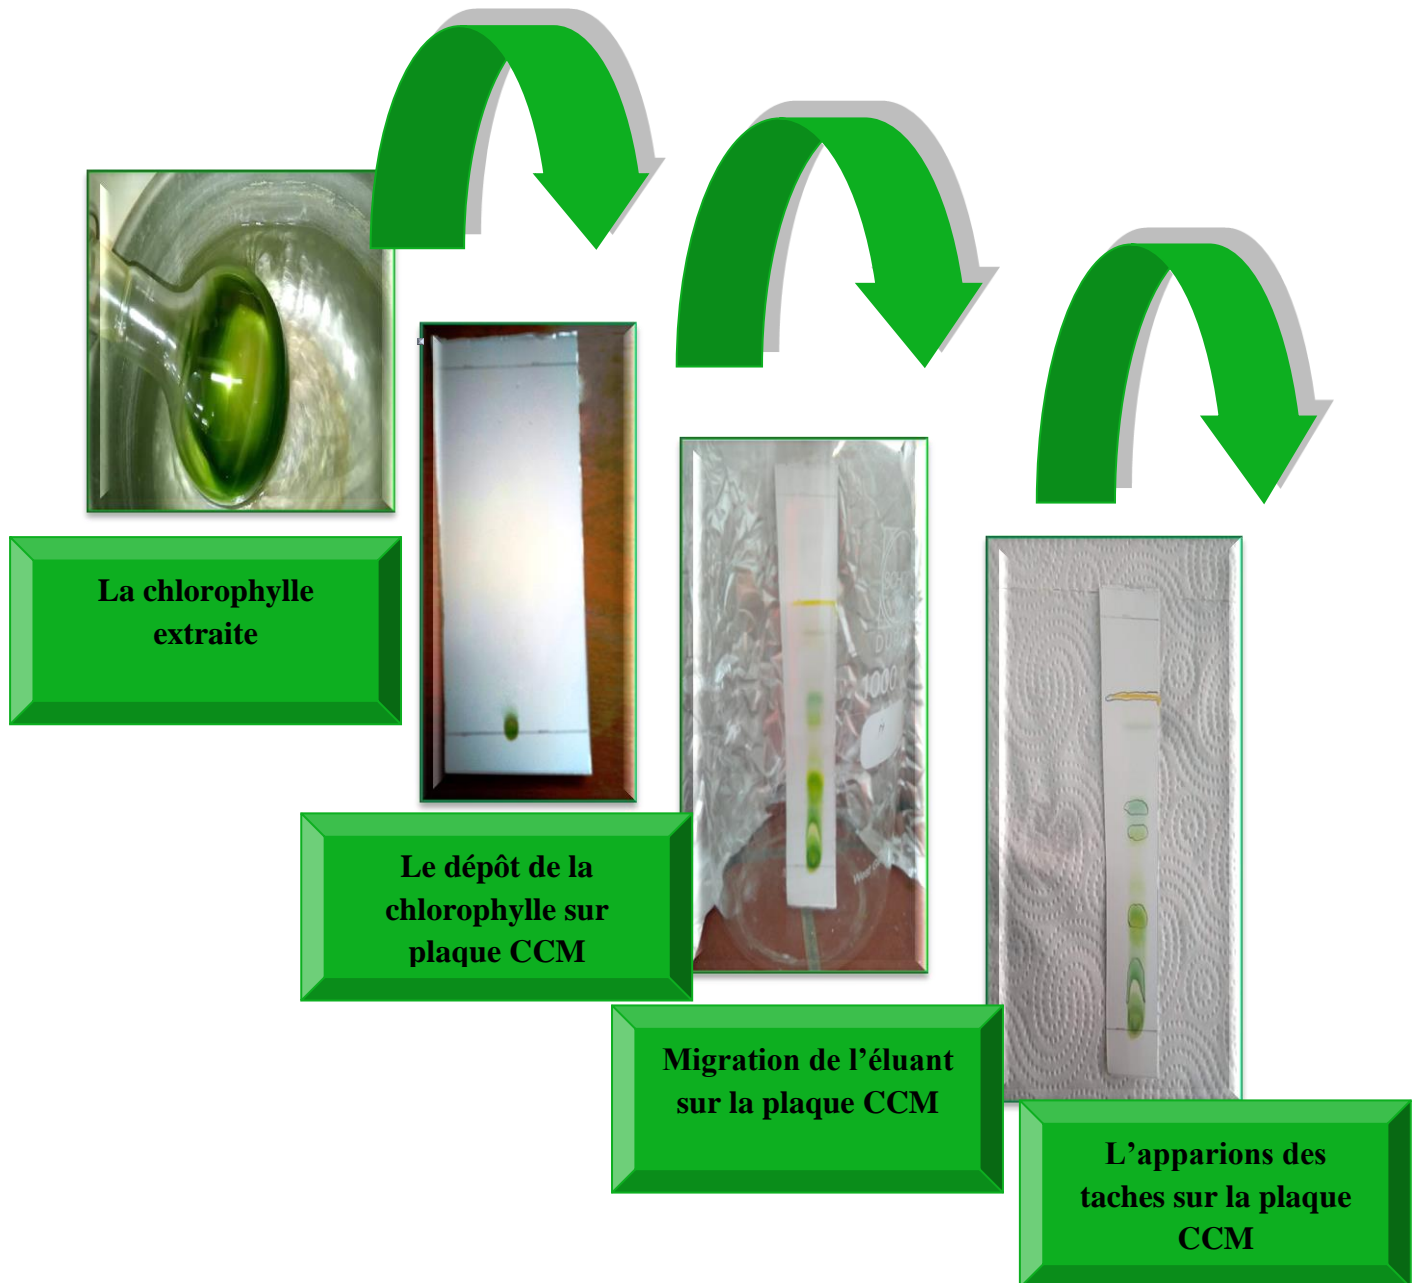 La chlorophylle
extraite
Le dépôt de la
chlorophylle sur
plaque CCM
Migration de l'éluant
sur la plaque CCM
L'apparions des
taches sur la plaque
CCM
1000